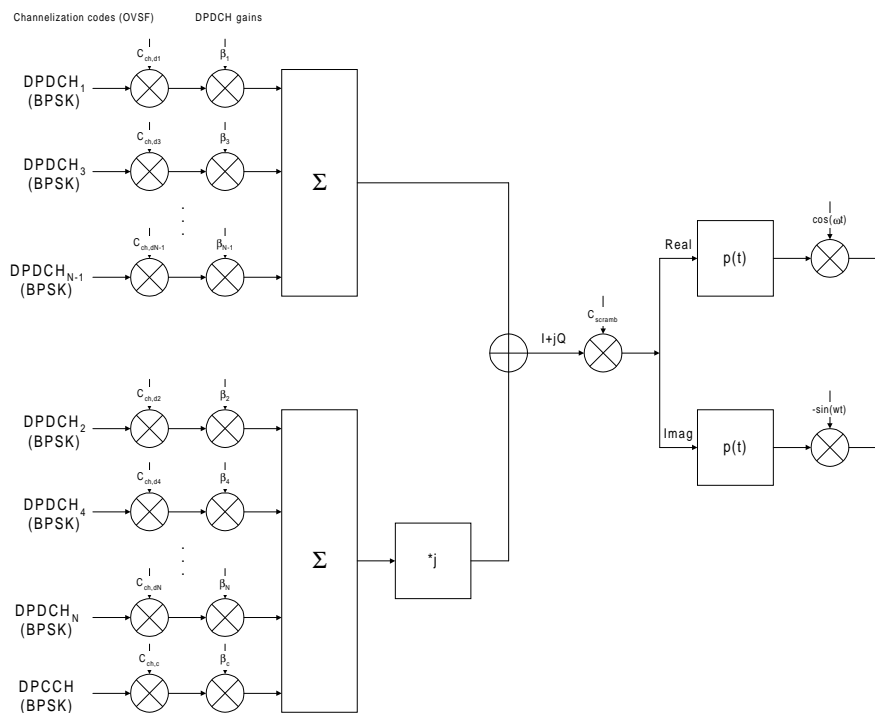 Channelization codes (OVSF) DPDCH gains
C_ch,d1 β_1
DPDCH_1
(BPSK)
C_ch,d3 β_3
DPDCH_3
(BPSK)
Σ
C_ch,dN-1 β_N-1
DPDCH_N-1
(BPSK)
Real
p(t)
cos(ωt)
I+jQ
C_scramb
C_ch,d2 β_2
DPDCH_2
(BPSK)
Imag
p(t)
-sin(wt)
C_ch,d4 β_4
DPDCH_4
(BPSK)
Σ
*j
C_ch,dN β_N
DPDCH_N
(BPSK)
C_ch,c β_c
DPCCH
(BPSK)